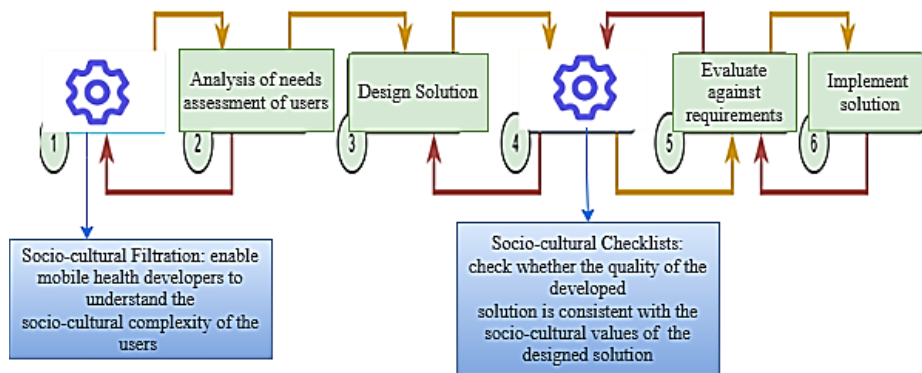 Analysis of needs
assessment of users
Design Solution
Evaluate
against
requirements
Implement
solution
1
2
3
4
5
6
Socio-cultural Filtration: enable
mobile health developers to
understand the
socio-cultural complexity of the
users
Socio-cultural Checklists:
check whether the quality of the
developed
solution is consistent with the
socio-cultural values of the
designed solution